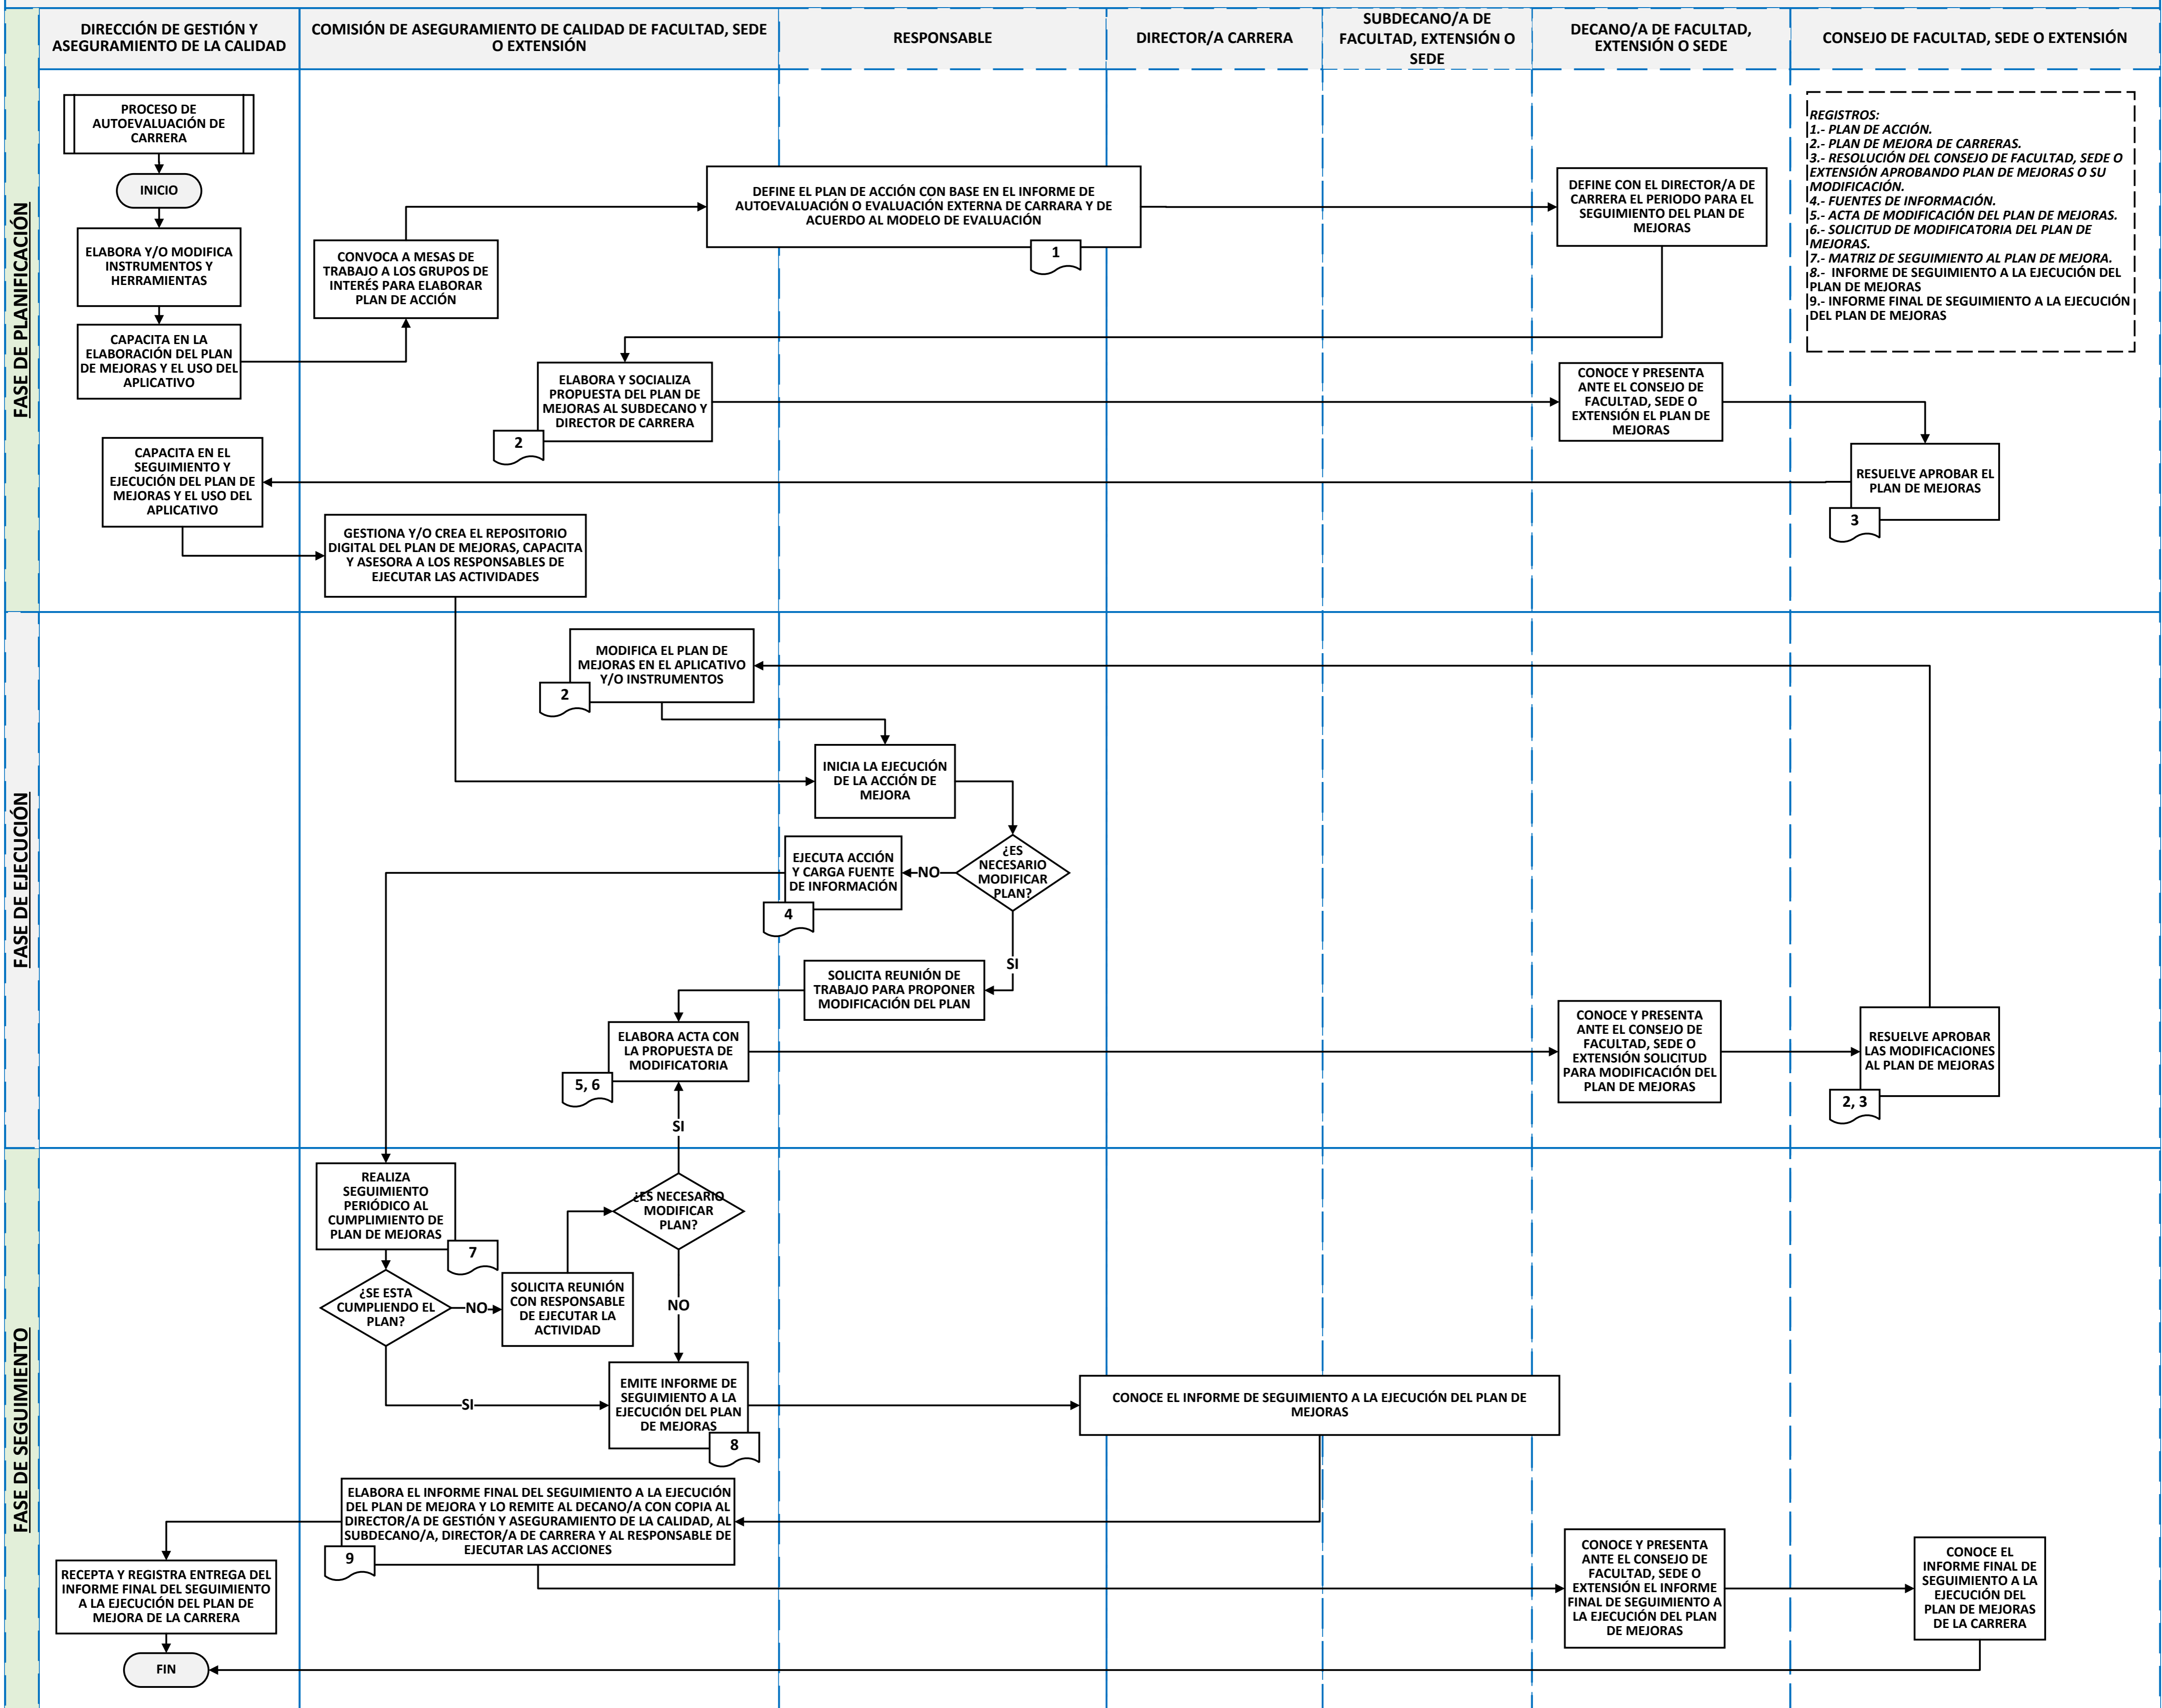 DIRECCIÓN DE GESTIÓN Y
ASEGURAMIENTO DE LA CALIDAD
COMISIÓN DE ASEGURAMIENTO DE CALIDAD DE FACULTAD, SEDE
O EXTENSIÓN
RESPONSABLE
DIRECTOR/A CARRERA
SUBDECANO/A DE
FACULTAD, EXTENSIÓN O
SEDE
DECANO/A DE FACULTAD,
EXTENSIÓN O SEDE
CONSEJO DE FACULTAD, SEDE O EXTENSIÓN
FASE DE PLANIFICACIÓN
PROCESO DE
AUTOEVALUACIÓN DE
CARRERA
INICIO
ELABORA Y/O MODIFICA
INSTRUMENTOS Y
HERRAMIENTAS
CAPACITA EN LA
ELABORACIÓN DEL PLAN
DE MEJORAS Y EL USO DEL
APLICATIVO
CONVOCA A MESAS DE
TRABAJO A LOS GRUPOS DE
INTERÉS PARA ELABORAR
PLAN DE ACCIÓN
DEFINE EL PLAN DE ACCIÓN CON BASE EN EL INFORME DE
AUTOEVALUACIÓN O EVALUACIÓN EXTERNA DE CARRARA Y DE
ACUERDO AL MODELO DE EVALUACIÓN
1
DEFINE CON EL DIRECTOR/A DE
CARRERA EL PERIODO PARA EL
SEGUIMIENTO DEL PLAN DE
MEJORAS
REGISTROS:
1.- PLAN DE ACCIÓN.
2.- PLAN DE MEJORA DE CARRERAS.
3.- RESOLUCIÓN DEL CONSEJO DE FACULTAD, SEDE O
EXTENSIÓN APROBANDO PLAN DE MEJORAS O SU
MODIFICACIÓN.
4.- FUENTES DE INFORMACIÓN.
5.- ACTA DE MODIFICACIÓN DEL PLAN DE MEJORAS.
6.- SOLICITUD DE MODIFICATORIA DEL PLAN DE
MEJORAS.
7.- MATRIZ DE SEGUIMIENTO AL PLAN DE MEJORA.
8.- INFORME DE SEGUIMIENTO A LA EJECUCIÓN DEL
PLAN DE MEJORAS
9.- INFORME FINAL DE SEGUIMIENTO A LA EJECUCIÓN
DEL PLAN DE MEJORAS
ELABORA Y SOCIALIZA
PROPUESTA DEL PLAN DE
MEJORAS AL SUBDECANO Y
DIRECTOR DE CARRERA
2
CONOCE Y PRESENTA
ANTE EL CONSEJO DE
FACULTAD, SEDE O
EXTENSIÓN EL PLAN DE
MEJORAS
RESUELVE APROBAR EL
PLAN DE MEJORAS
3
CAPACITA EN EL
SEGUIMIENTO Y
EJECUCIÓN DEL PLAN DE
MEJORAS Y EL USO DEL
APLICATIVO
GESTIONA Y/O CREA EL REPOSITORIO
DIGITAL DEL PLAN DE MEJORAS, CAPACITA
Y ASESORA A LOS RESPONSABLES DE
EJECUTAR LAS ACTIVIDADES
FASE DE EJECUCIÓN
MODIFICA EL PLAN DE
MEJORAS EN EL APLICATIVO
Y/O INSTRUMENTOS
2
INICIA LA EJECUCIÓN
DE LA ACCIÓN DE
MEJORA
¿ES
NECESARIO
MODIFICAR
PLAN?
NO
EJECUTA ACCIÓN
Y CARGA FUENTE
DE INFORMACIÓN
4
SI
SOLICITA REUNIÓN DE
TRABAJO PARA PROPONER
MODIFICACIÓN DEL PLAN
ELABORA ACTA CON
LA PROPUESTA DE
MODIFICATORIA
5, 6
CONOCE Y PRESENTA
ANTE EL CONSEJO DE
FACULTAD, SEDE O
EXTENSIÓN SOLICITUD
PARA MODIFICACIÓN DEL
PLAN DE MEJORAS
RESUELVE APROBAR
LAS MODIFICACIONES
AL PLAN DE MEJORAS
2, 3
SI
FASE DE SEGUIMIENTO
REALIZA
SEGUIMIENTO
PERIÓDICO AL
CUMPLIMIENTO DE
PLAN DE MEJORAS
7
¿ES NECESARIO
MODIFICAR
PLAN?
¿SE ESTA
CUMPLIENDO EL
PLAN?
NO
SOLICITA REUNIÓN
CON RESPONSABLE
DE EJECUTAR LA
ACTIVIDAD
NO
SI
EMITE INFORME DE
SEGUIMIENTO A LA
EJECUCIÓN DEL PLAN
DE MEJORAS
8
CONOCE EL INFORME DE SEGUIMIENTO A LA EJECUCIÓN DEL PLAN DE
MEJORAS
ELABORA EL INFORME FINAL DEL SEGUIMIENTO A LA EJECUCIÓN
DEL PLAN DE MEJORA Y LO REMITE AL DECANO/A CON COPIA AL
DIRECTOR/A DE GESTIÓN Y ASEGURAMIENTO DE LA CALIDAD, AL
SUBDECANO/A, DIRECTOR/A DE CARRERA Y AL RESPONSABLE DE
EJECUTAR LAS ACCIONES
9
RECEPTA Y REGISTRA ENTREGA DEL
INFORME FINAL DEL SEGUIMIENTO
A LA EJECUCIÓN DEL PLAN DE
MEJORA DE LA CARRERA
CONOCE Y PRESENTA
ANTE EL CONSEJO DE
FACULTAD, SEDE O
EXTENSIÓN EL INFORME
FINAL DE SEGUIMIENTO A
LA EJECUCIÓN DEL PLAN
DE MEJORAS
CONOCE EL
INFORME FINAL DE
SEGUIMIENTO A LA
EJECUCIÓN DEL
PLAN DE MEJORAS
DE LA CARRERA
FIN